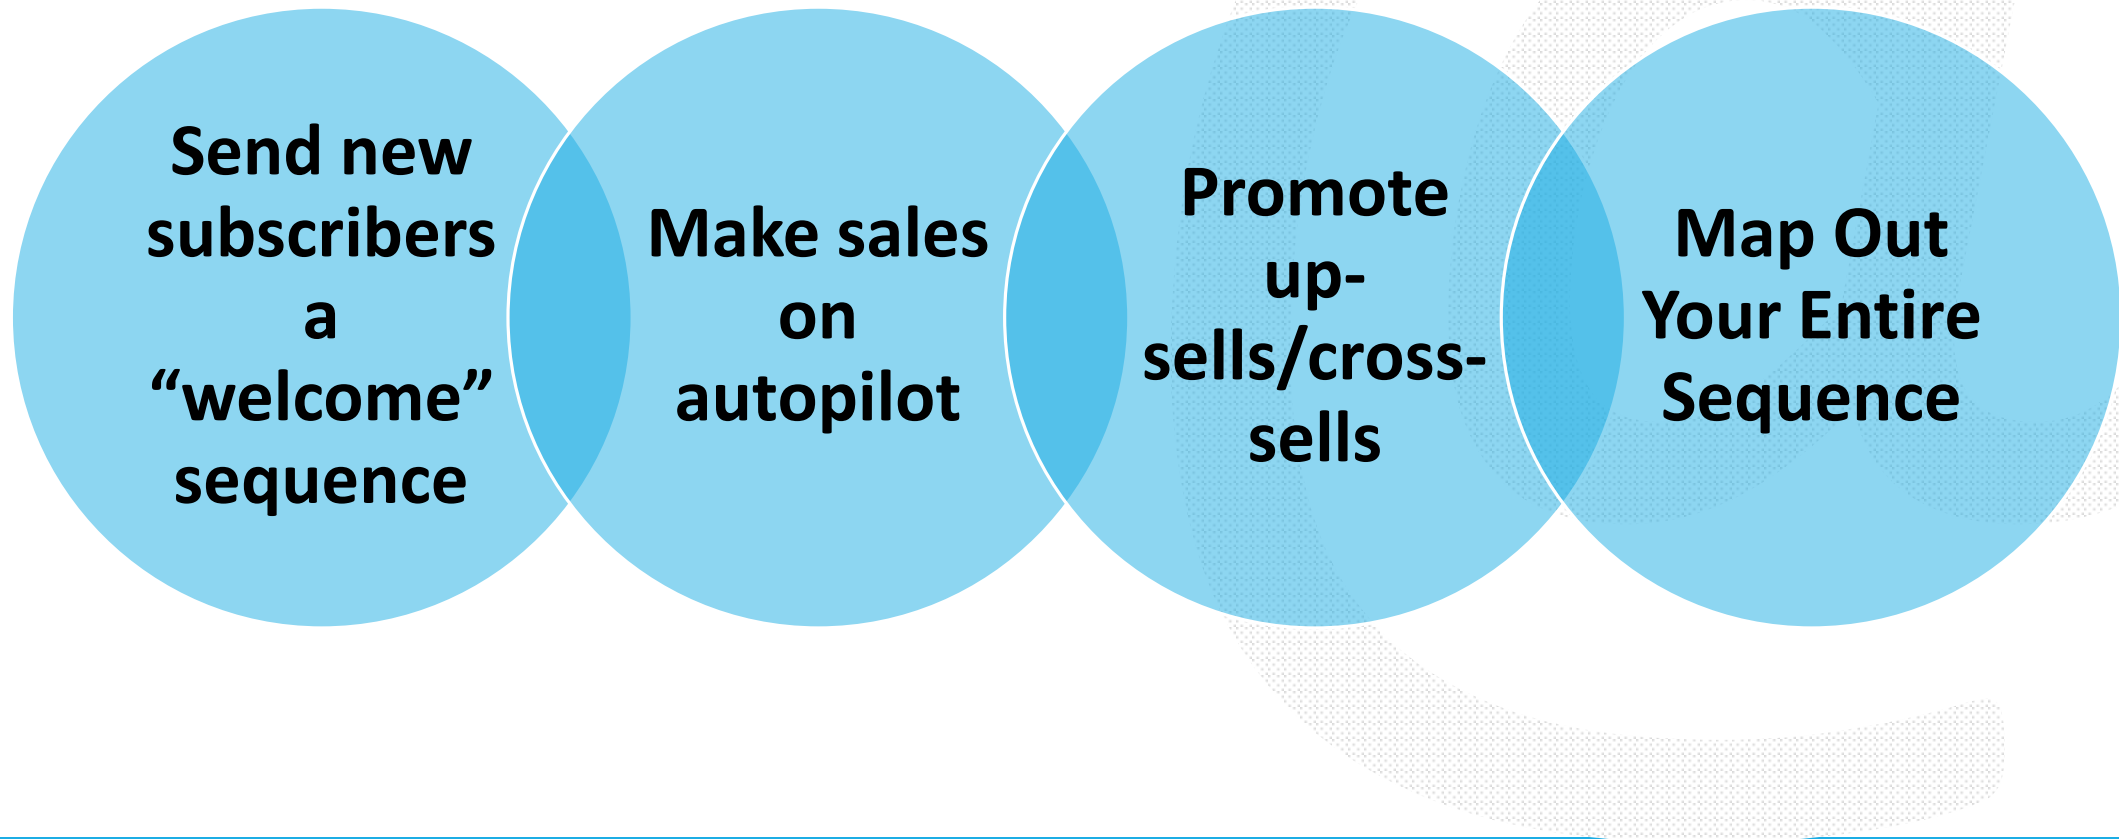 Send new
subscribers
a
“welcome”
sequence
Make sales
on
autopilot
Promote
up-
sells/cross-
sells
Map Out
Your Entire
Sequence